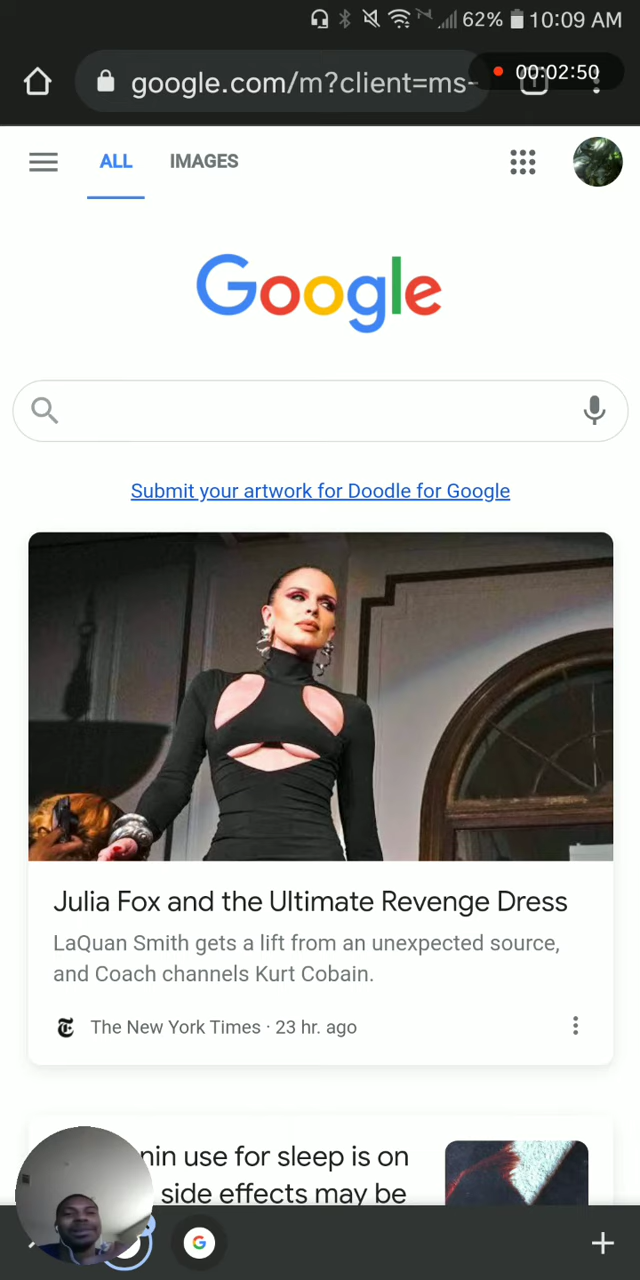 62% 10:09 AM
google.com/m?client=ms-
00:02:50
ALL IMAGES
Google
Submit your artwork for Doodle for Google
Julia Fox and the Ultimate Revenge Dress
LaQuan Smith gets a lift from an unexpected source,
and Coach channels Kurt Cobain.
The New York Times · 23 hr. ago
use for sleep is on
side effects may be